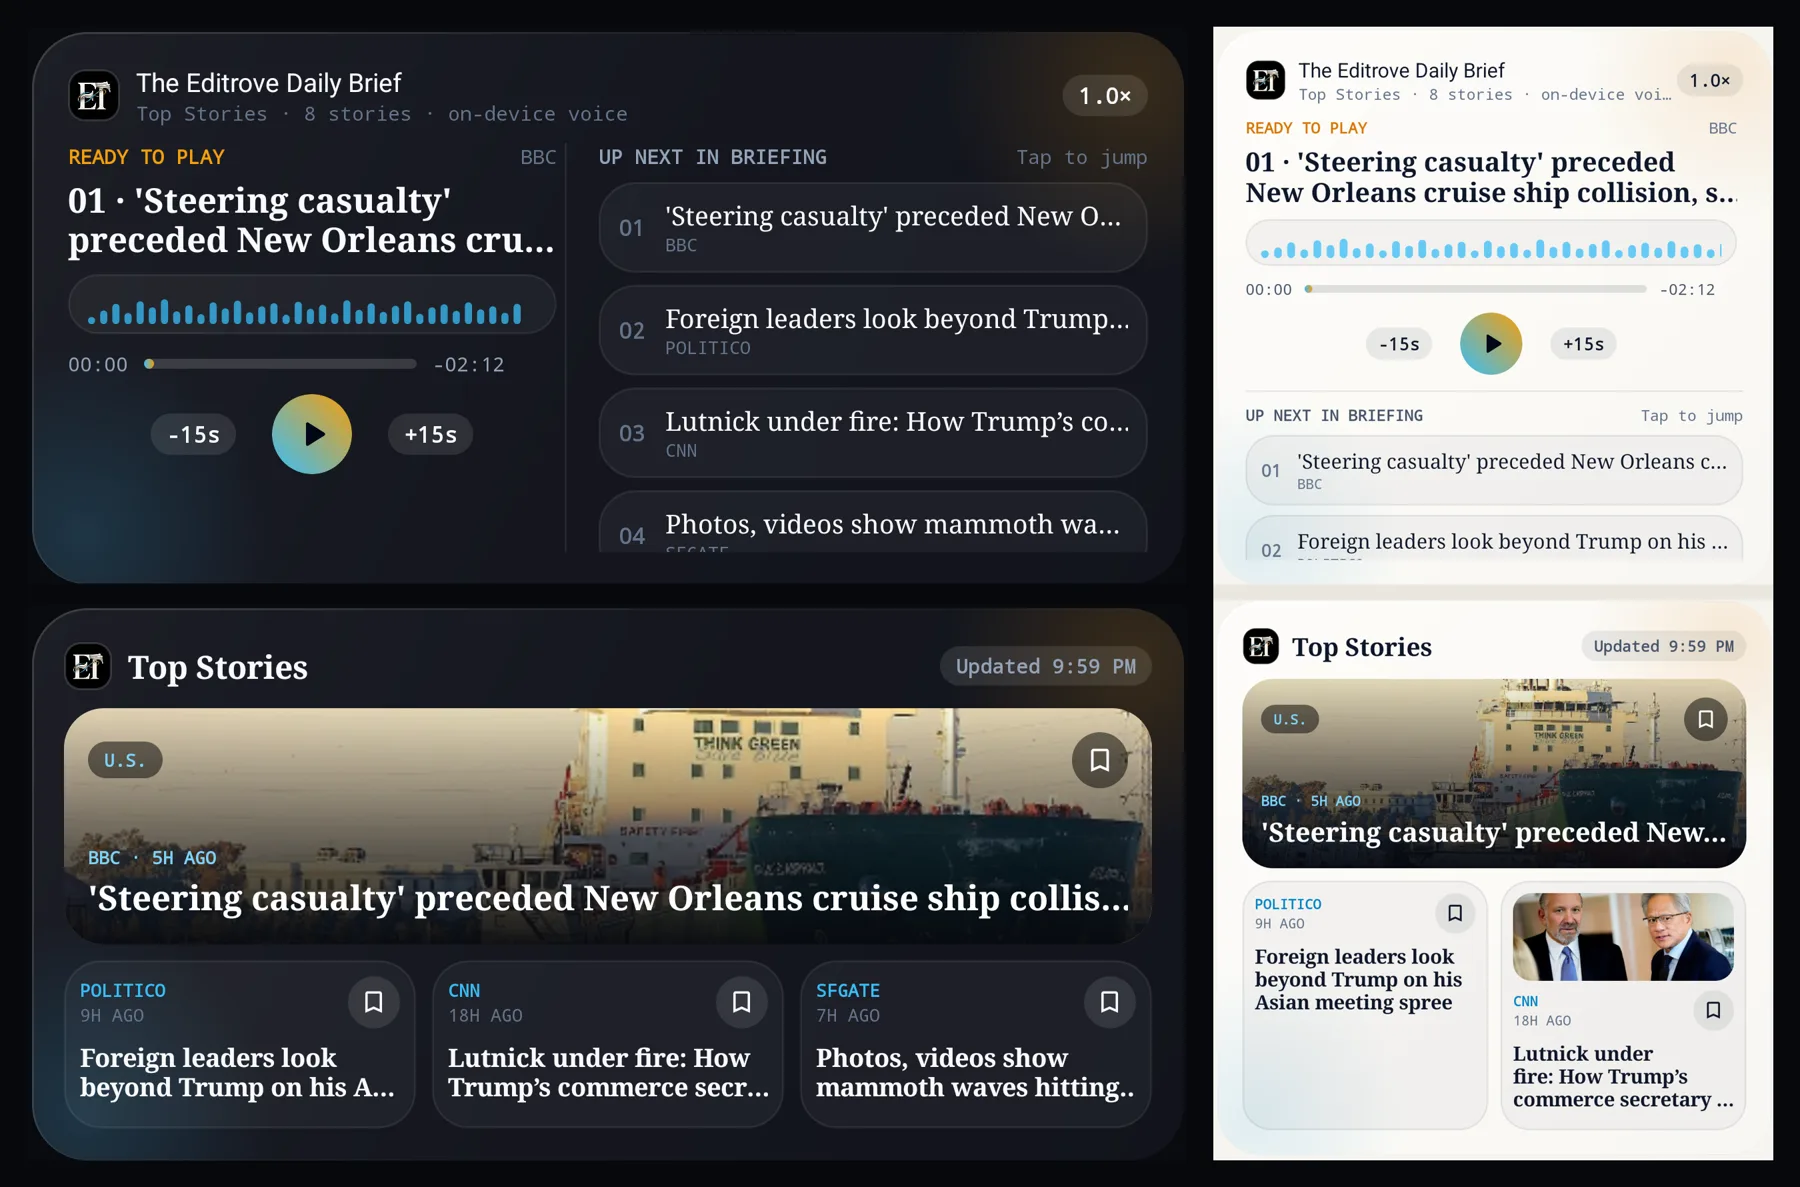 ET
The Editrove Daily Brief
Top Stories · 8 stories · on-device voice
1.0×
READY TO PLAY
BBC
01 · 'Steering casualty'
preceded New Orleans cru...
00:00
-02:12
-15s
+15s
UP NEXT IN BRIEFING
Tap to jump
01
'Steering casualty' preceded New O...
BBC
02
Foreign leaders look beyond Trump...
POLITICO
03
Lutnick under fire: How Trump’s co...
CNN
04
Photos, videos show mammoth wa...
SFGATE
ET
Top Stories
Updated 9:59 PM
U.S.
THINK GREEN
SAFETY FIRST
BBC · 5H AGO
'Steering casualty' preceded New Orleans cruise ship collis...
POLITICO
9H AGO
Foreign leaders look
beyond Trump on his A...
CNN
18H AGO
Lutnick under fire: How
Trump’s commerce secr...
SFGATE
7H AGO
Photos, videos show
mammoth waves hitting..
ET
The Editrove Daily Brief
Top Stories · 8 stories · on-device voi…
1.0×
READY TO PLAY
BBC
01 · 'Steering casualty' preceded
New Orleans cruise ship collision, s..
00:00
-02:12
-15s
+15s
UP NEXT IN BRIEFING
Tap to jump
01
'Steering casualty' preceded New Orleans c...
BBC
02
Foreign leaders look beyond Trump on his ...
ET
Top Stories
Updated 9:59 PM
U.S.
THINK GREEN
BBC · 5H AGO
'Steering casualty' preceded New...
POLITICO
9H AGO
Foreign leaders look
beyond Trump on his
Asian meeting spree
CNN
18H AGO
Lutnick under
fire: How Trump’s
commerce secretary ...